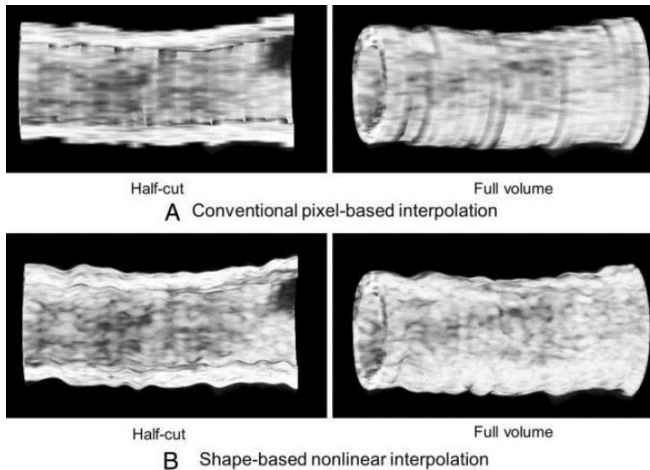 Half-cut
Full volume
A Conventional pixel-based interpolation
Half-cut
Full volume
B Shape-based nonlinear interpolation